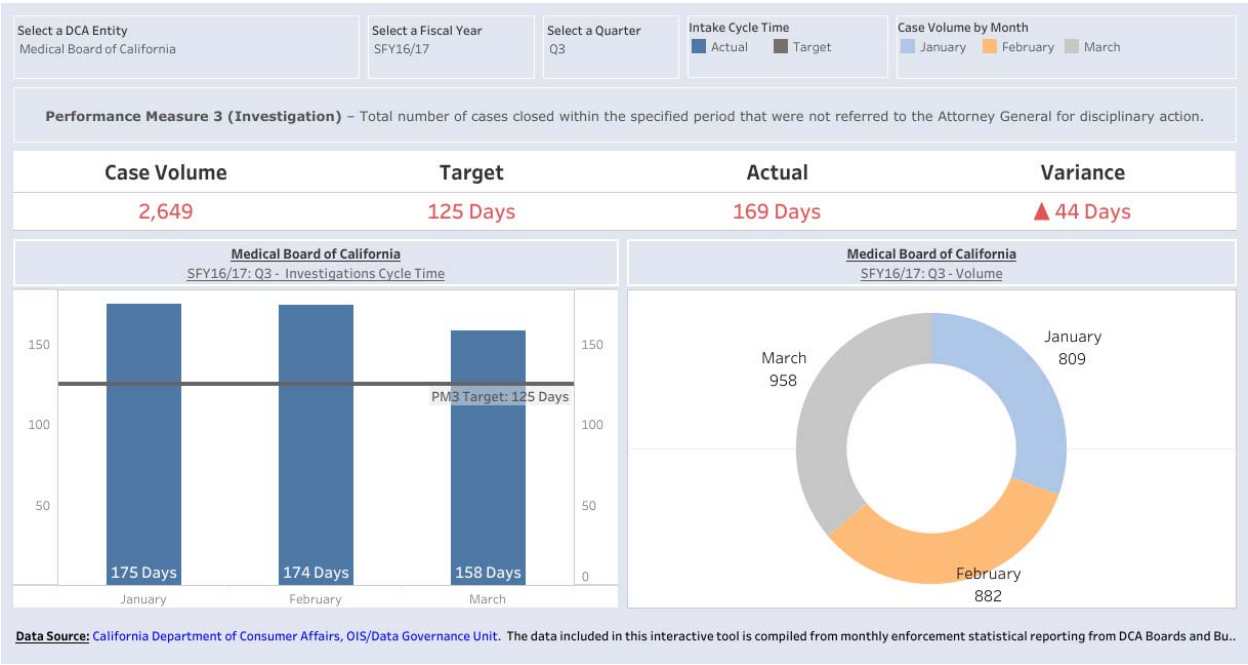 Select a DCA Entity
Medical Board of California
Select a Fiscal Year
SFY16/17
Select a Quarter
Q3
Intake Cycle Time
Actual Target
Case Volume by Month
January February March
Performance Measure 3 (Investigation) – Total number of cases closed within the specified period that were not referred to the Attorney General for disciplinary action.
Case Volume Target Actual Variance
2,649 125 Days 169 Days ▲ 44 Days
Medical Board of California
SFY16/17: Q3 - Investigations Cycle Time
150
100
50
150
100
50
0
PM3 Target: 125 Days
175 Days 174 Days 158 Days
January February March
Medical Board of California
SFY16/17: Q3 - Volume
January
809
March
958
February
882
Data Source: California Department of Consumer Affairs, OIS/Data Governance Unit. The data included in this interactive tool is compiled from monthly enforcement statistical reporting from DCA Boards and Bu..